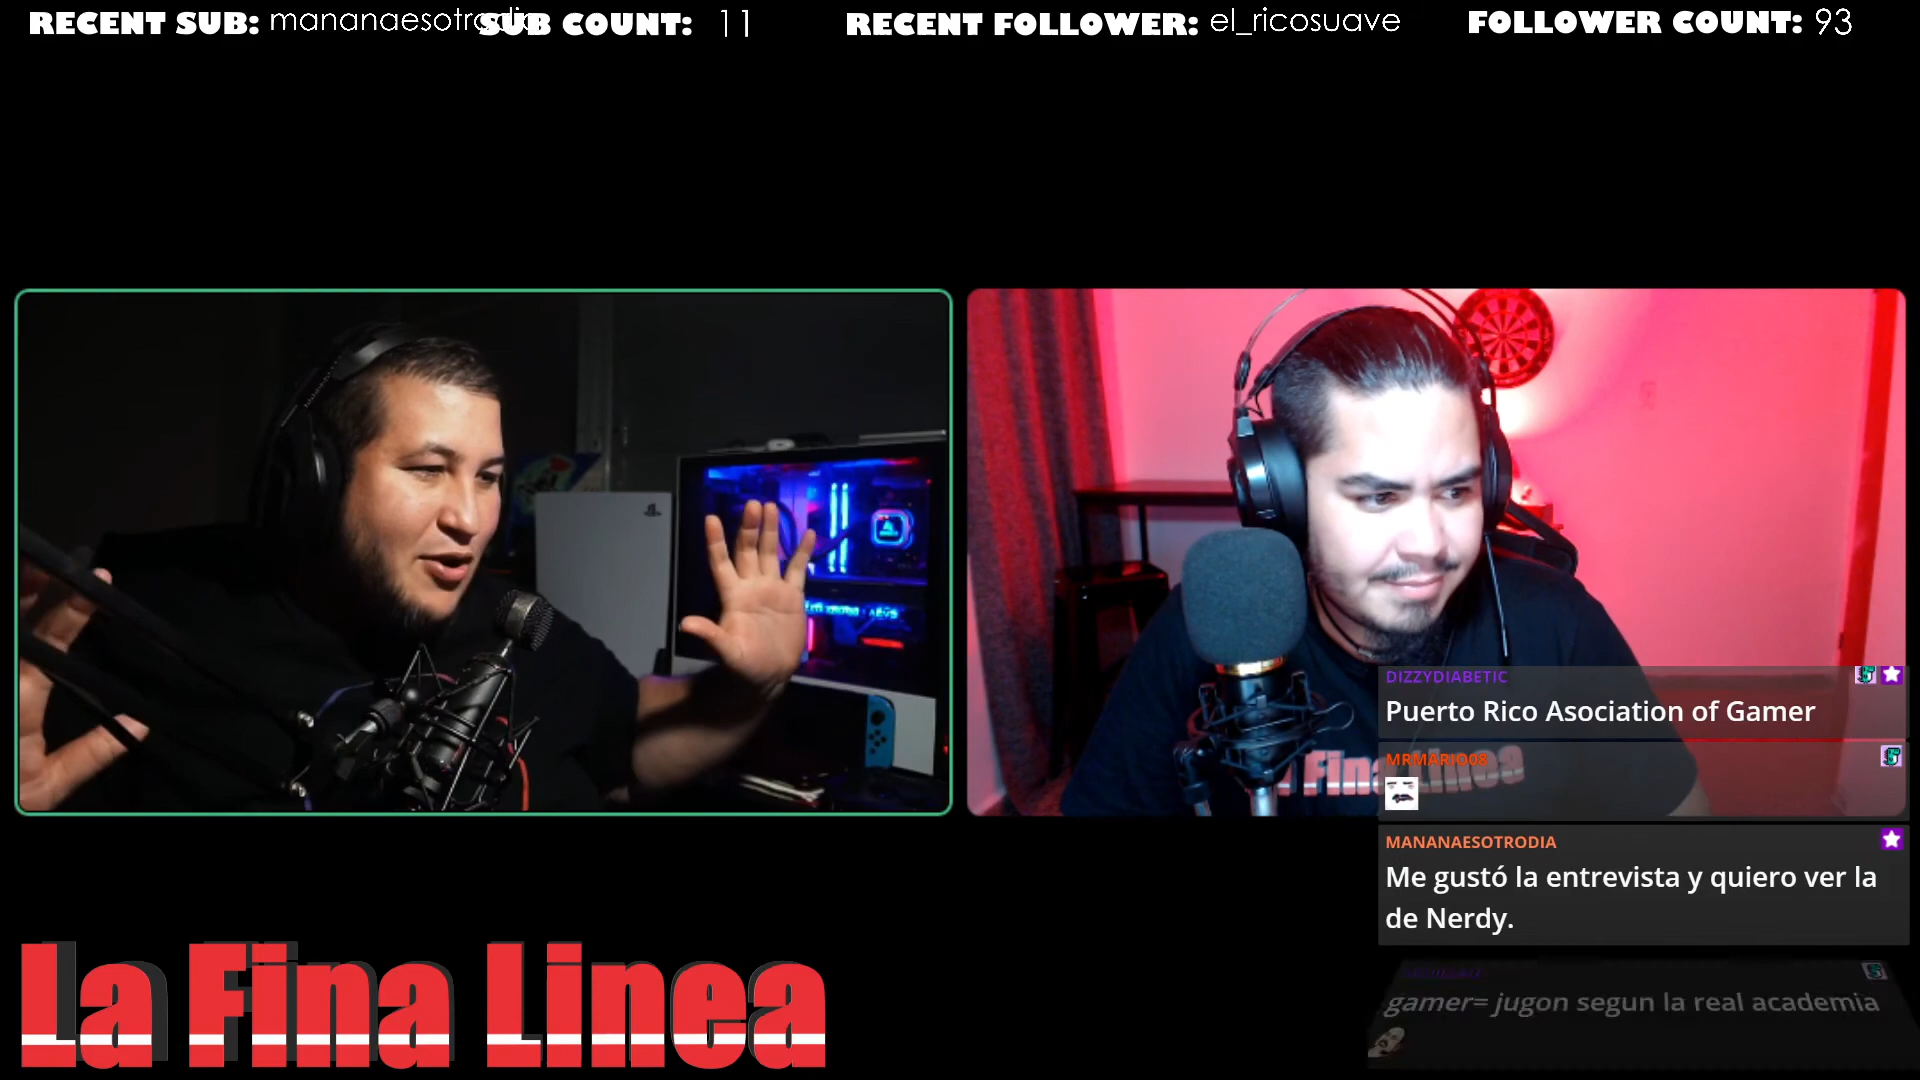 RECENT SUB: mananaesotrodia SUB COUNT: 11 RECENT FOLLOWER: el_ricosuave FOLLOWER COUNT: 93
DIZZYDIABETIC
Puerto Rico Asociation of Gamer
MRMARIO08
Fina Linea
MANANAESOTRODIA
Me gustó la entrevista y quiero ver la
de Nerdy.
gamer= jugon segun la real academia
La Fina Linea